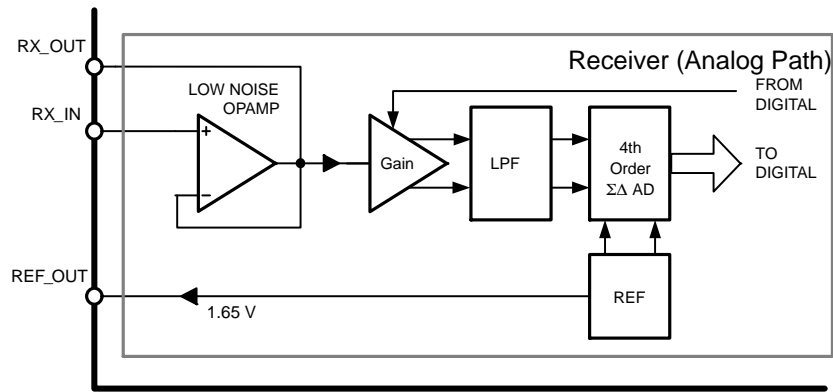 RX_OUT
Receiver (Analog Path)
LOW NOISE
OPAMP
FROM
DIGITAL
RX_IN
+
Gain
LPF
4th
Order
ΣΔ AD
TO
DIGITAL
−
REF_OUT
1.65 V
REF